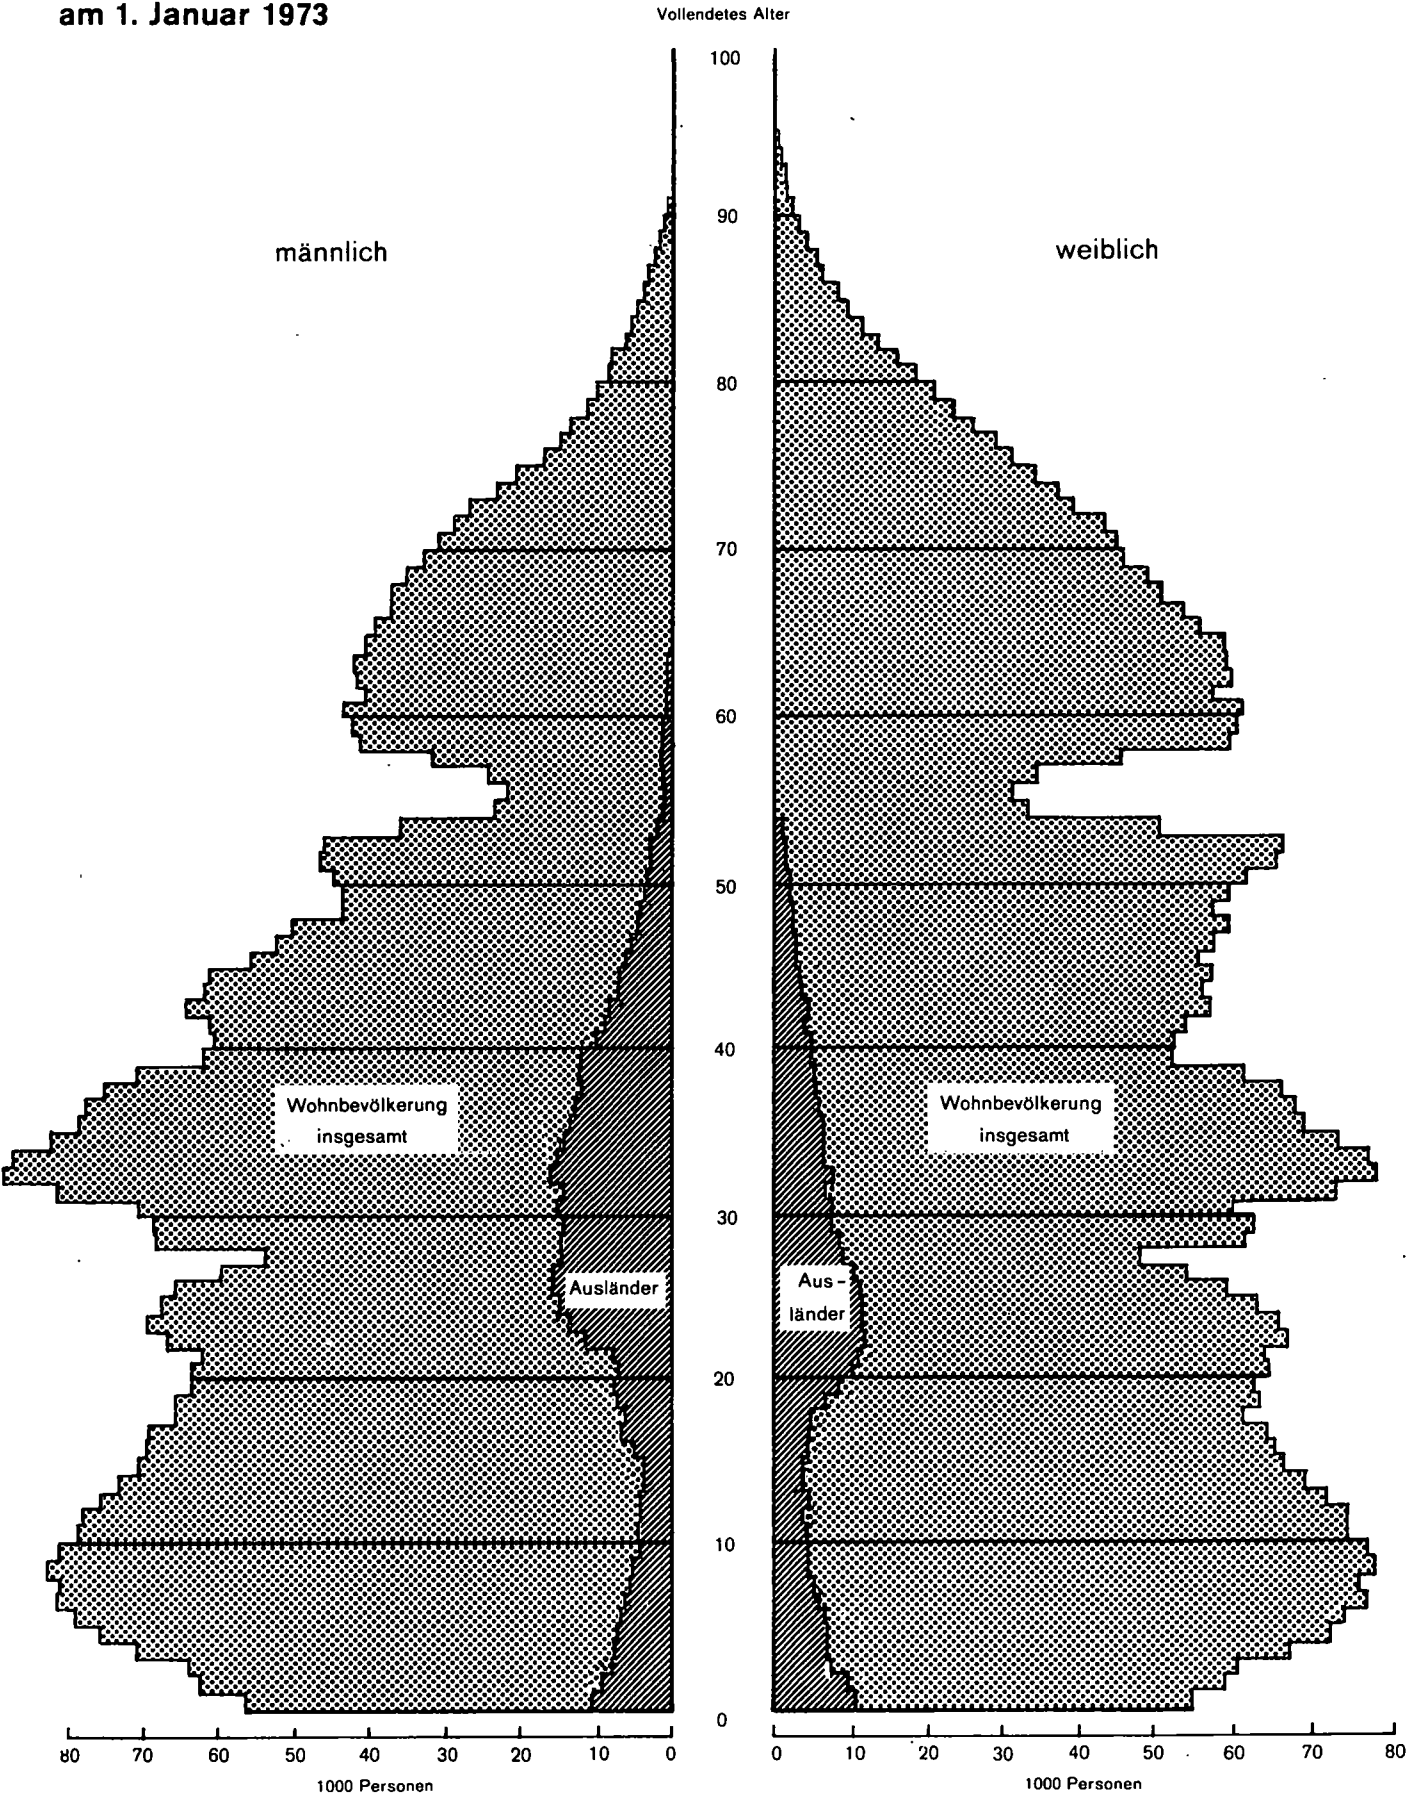 am 1. Januar 1973
Vollendetes Alter
100
90
männlich
weiblich
80
70
60
50
40
Wohnbevölkerung
insgesamt
Wohnbevölkerung
insgesamt
30
Ausländer
Aus-
länder
20
10
0
80 70 60 50 40 30 20 10 0
0 10 20 30 40 50 60 70 80
1000 Personen
1000 Personen